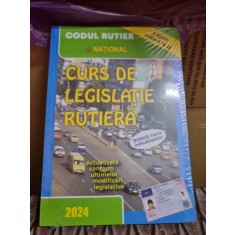 CODUL RUTIER
NAȚIONAL
CURS DE
LEGISLAȚIE
RUTIERĂ
Actualizată
conform
ultimelor
modificări
legislative
2024